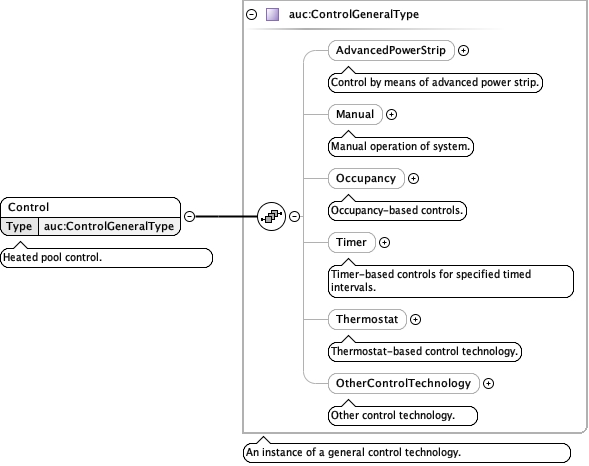 auc:ControlGeneralType
AdvancedPowerStrip
Control by means of advanced power strip.
Manual
Manual operation of system.
Occupancy
Occupancy-based controls.
Control
Type auc:ControlGeneralType
Heated pool control.
Timer
Timer-based controls for specified timed
intervals.
Thermostat
Thermostat-based control technology.
OtherControlTechnology
Other control technology.
An instance of a general control technology.